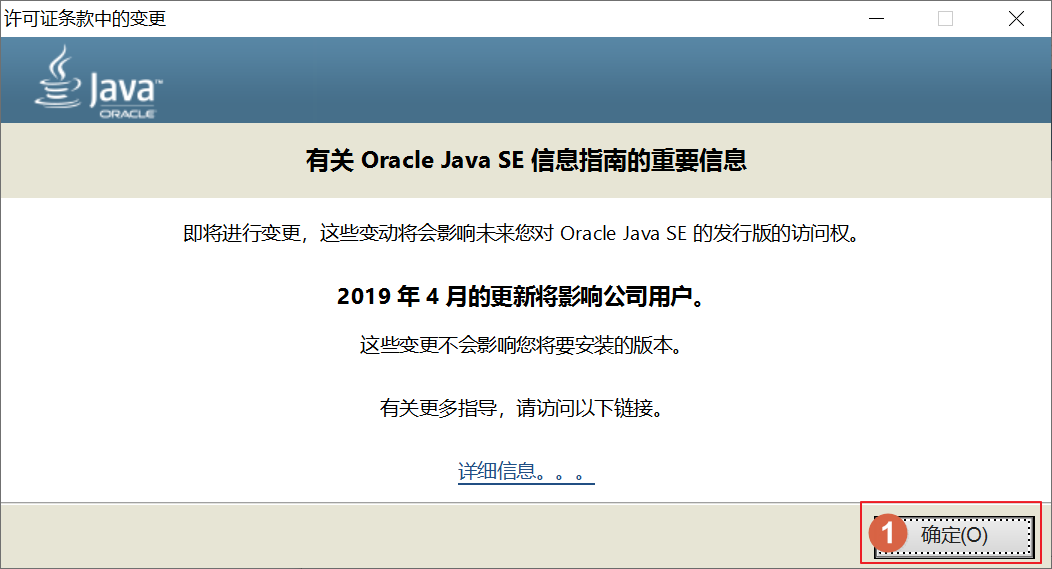 许可证条款中的变更
Java™
ORACLE
有关 Oracle Java SE 信息指南的重要信息
即将进行变更，这些变动将会影响未来您对 Oracle Java SE 的发行版的访问权。
2019 年 4 月的更新将影响公司用户。
这些变更不会影响您将要安装的版本。
有关更多指导，请访问以下链接。
详细信息。。。
1 确定(O)